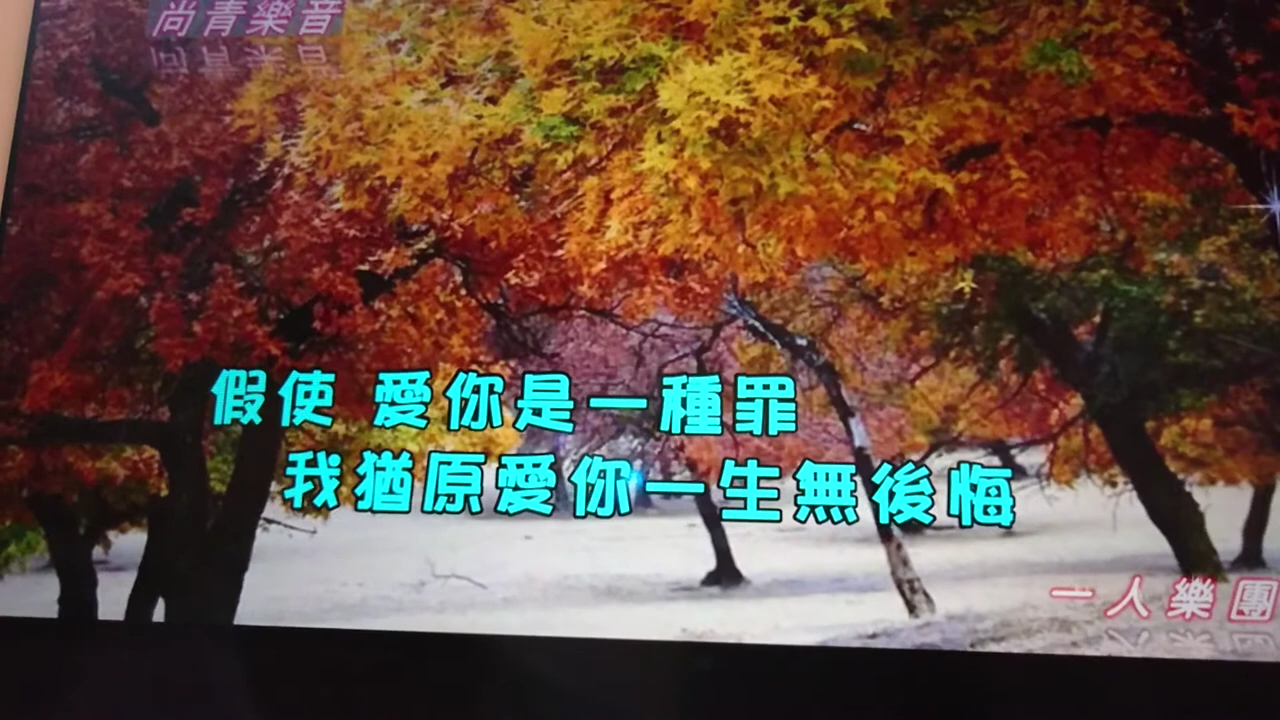 尚青樂音
假使 愛你是一種罪
我猶原愛你一生無後悔
一人樂團